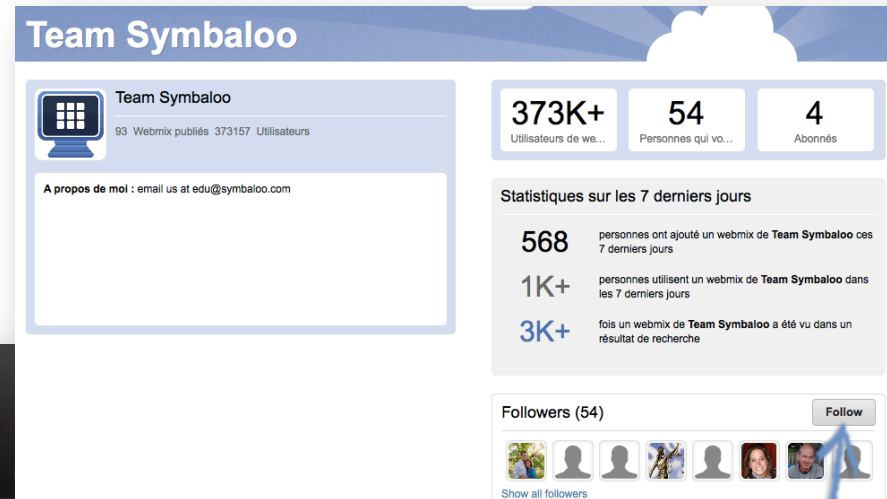 Team Symbaloo
Team Symbaloo
93 Webmix publiés 373157 Utilisateurs
A propos de moi : email us at edu@symbaloo.com
373K+
Utilisateurs de we...
54
Personnes qui vo...
4
Abonnés
Statistiques sur les 7 derniers jours
568
personnes ont ajouté un webmix de Team Symbaloo ces
7 derniers jours
1K+
personnes utilisent un webmix de Team Symbaloo dans
les 7 derniers jours
3K+
fois un webmix de Team Symbaloo a été vu dans un
résultat de recherche
Followers (54)
Follow
Show all followers